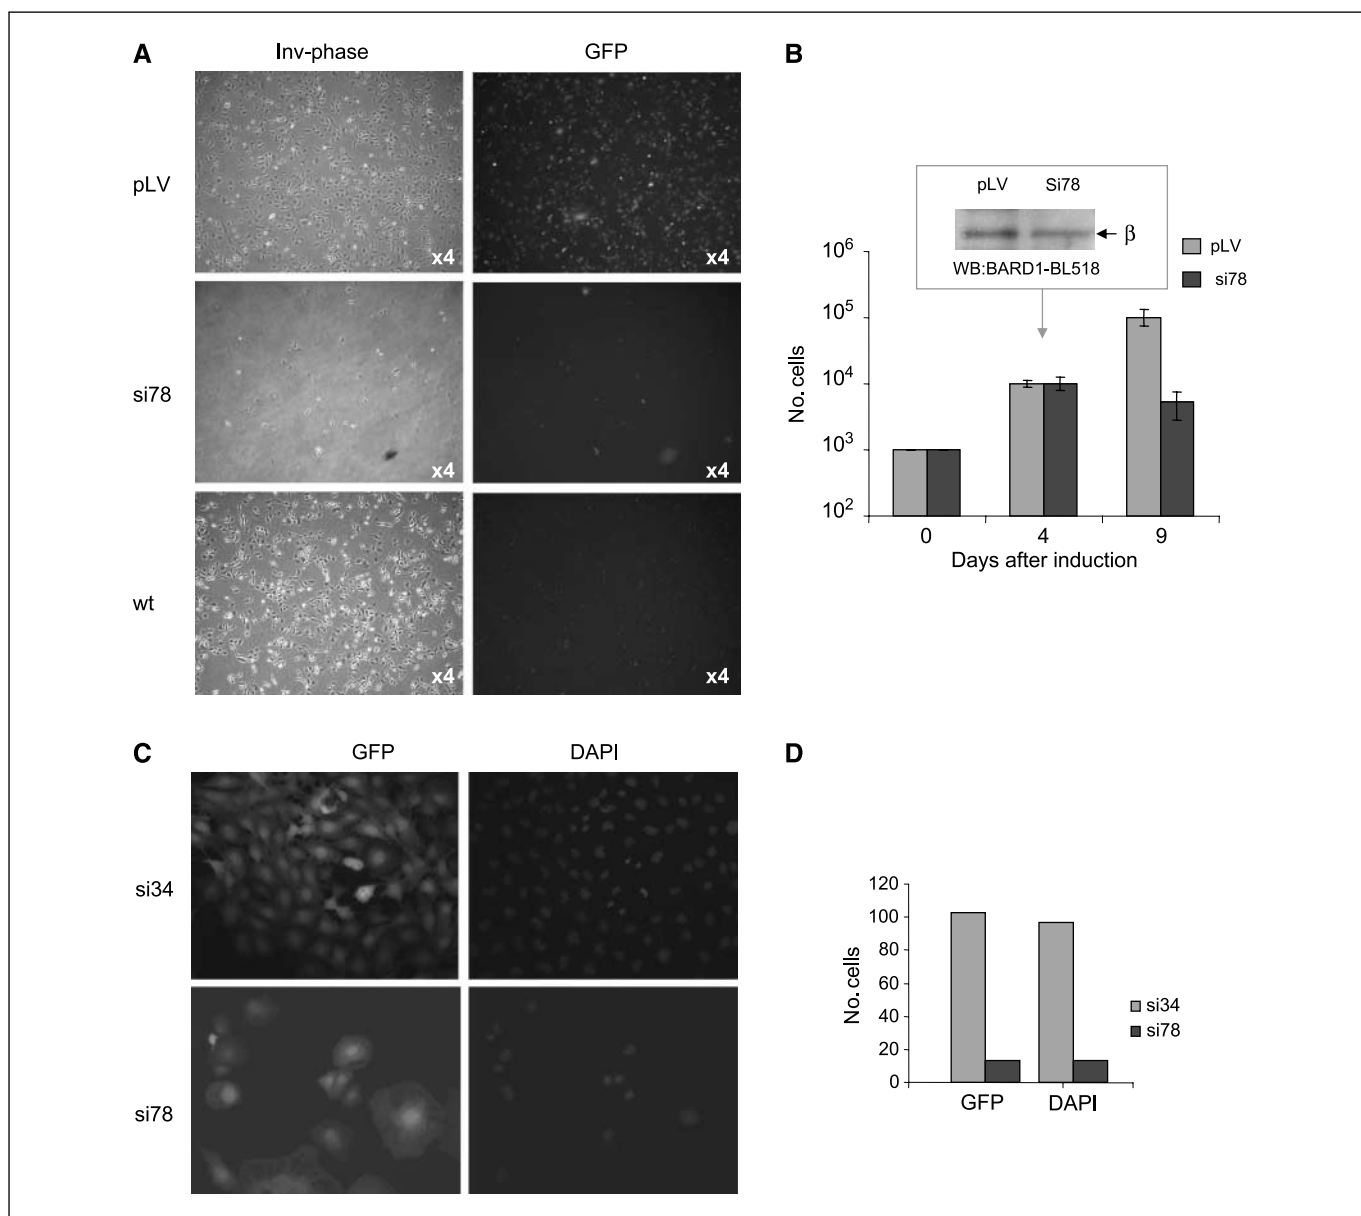 A
Inv-phase
GFP
pLV
x4
x4
si78
x4
x4
wt
x4
x4
B
pLV
Si78
β
WB:BARD1-BL518
pLV
si78
No. cells
10⁶
10⁵
10⁴
10³
10²
0
4
9
Days after induction
C
GFP
DAPI
si34
si78
D
No. cells
120
100
80
60
40
20
0
GFP
DAPI
si34
si78